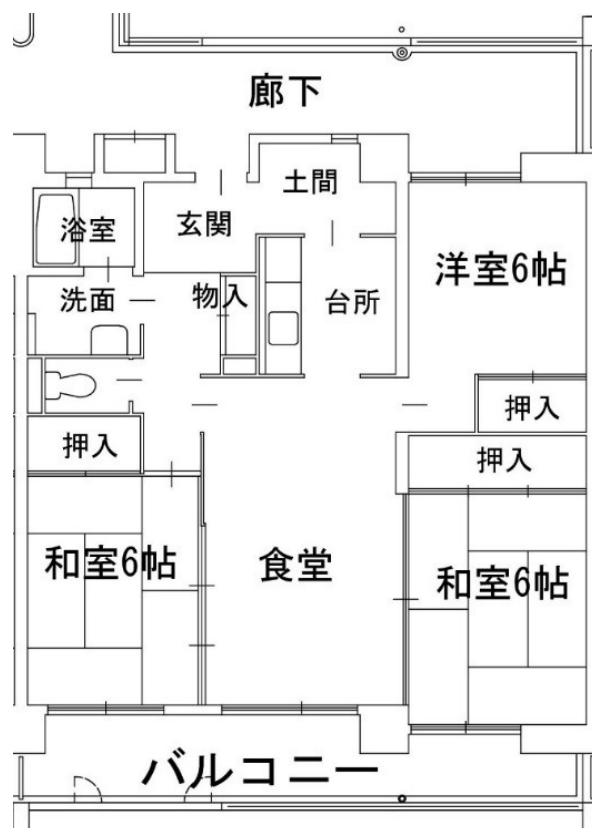 廊下
土間
玄関
浴室
洋室6帖
洗面
物入
台所
押入
押入
押入
和室6帖
食堂
和室6帖
バルコニー